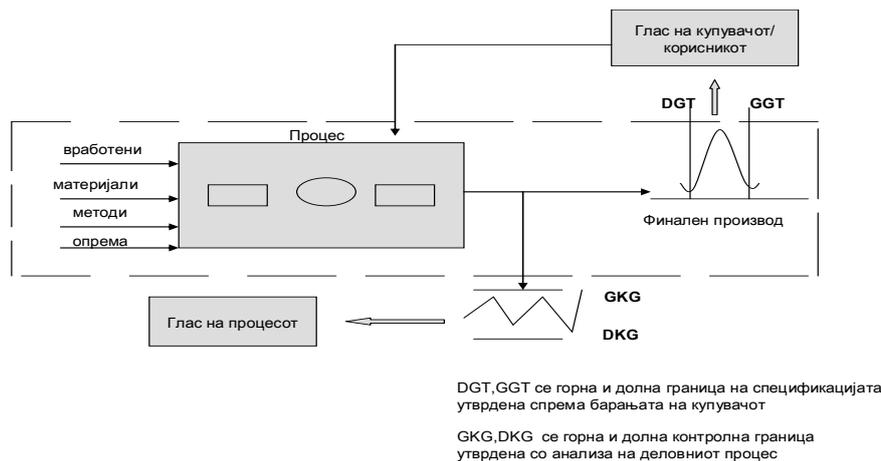 Глас на купувачот/
корисникот
DGT
GGT
Процес
вработени
материјали
методи
опрема
Финален производ
GKG
DKG
Глас на процесот
DGT,GGT се горна и долна граница на спецификацијата
утврдена спрема барањата на купувачот
GKG,DKG се горна и долна контролна граница
утврдена со анализа на деловниот процес